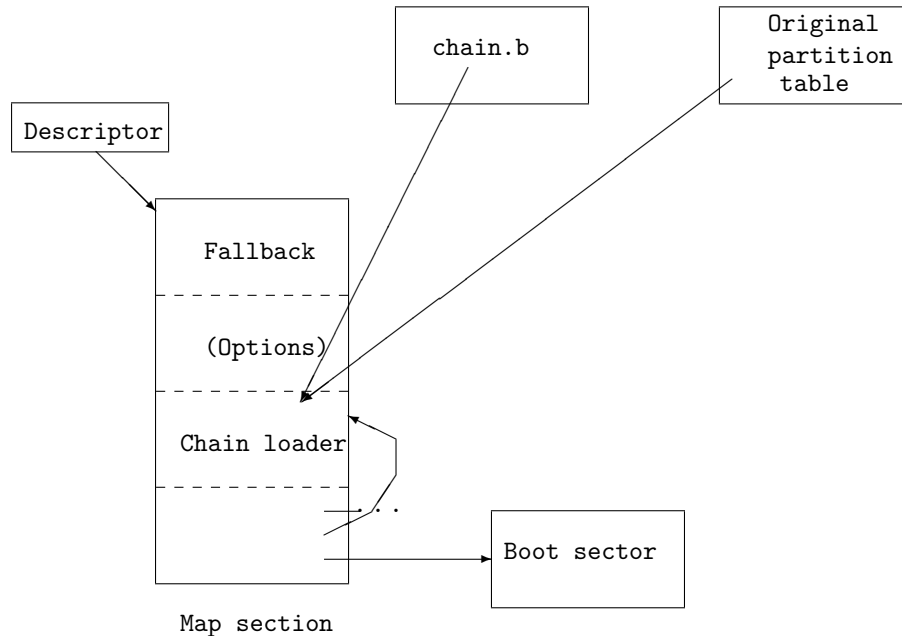 Original
chain.b
partition
table
Descriptor
Fallback
(Options)
Chain loader
...
Boot sector
Map section